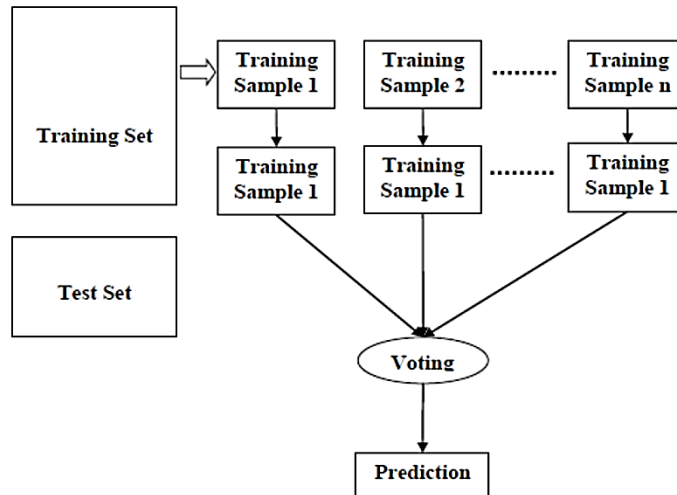 Training
Sample 1
Training
Sample 2
Training
Sample n
Training Set
Training
Sample 1
Training
Sample 1
Training
Sample 1
Test Set
Voting
Prediction